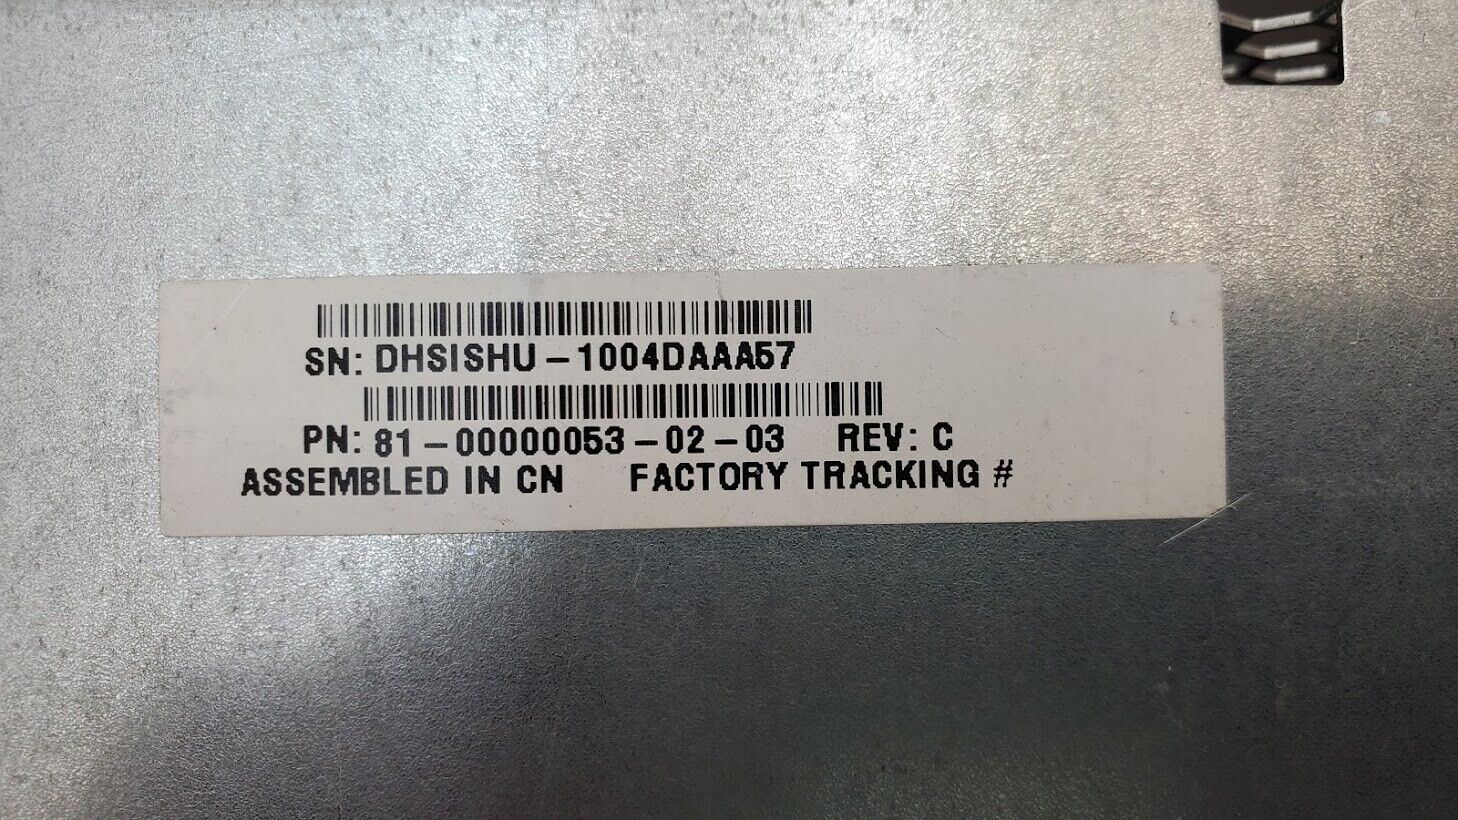 SN: DHSISHU-1004DAAA57
PN: 81-00000053-02-03 REV: C
ASSEMBLED IN CN FACTORY TRACKING #